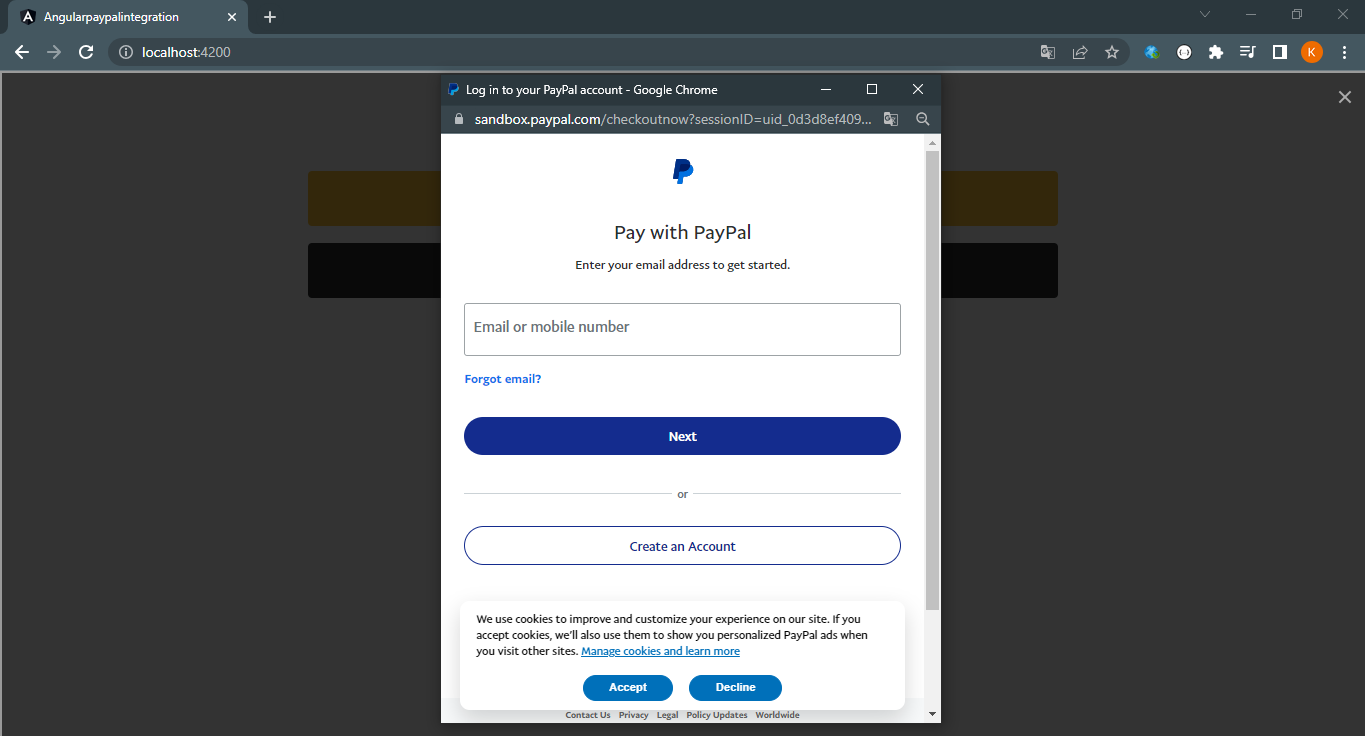 Angularpaypalintegration
localhost:4200
K
Log in to your PayPal account - Google Chrome
sandbox.paypal.com/checkoutnow?sessionID=uid_0d3d8ef409...
Pay with PayPal
Enter your email address to get started.
Email or mobile number
Forgot email?
Next
or
Create an Account
We use cookies to improve and customize your experience on our site. If you
accept cookies, we'll also use them to show you personalized PayPal ads when
you visit other sites. Manage cookies and learn more
Accept Decline
Contact Us Privacy Legal Policy Updates Worldwide